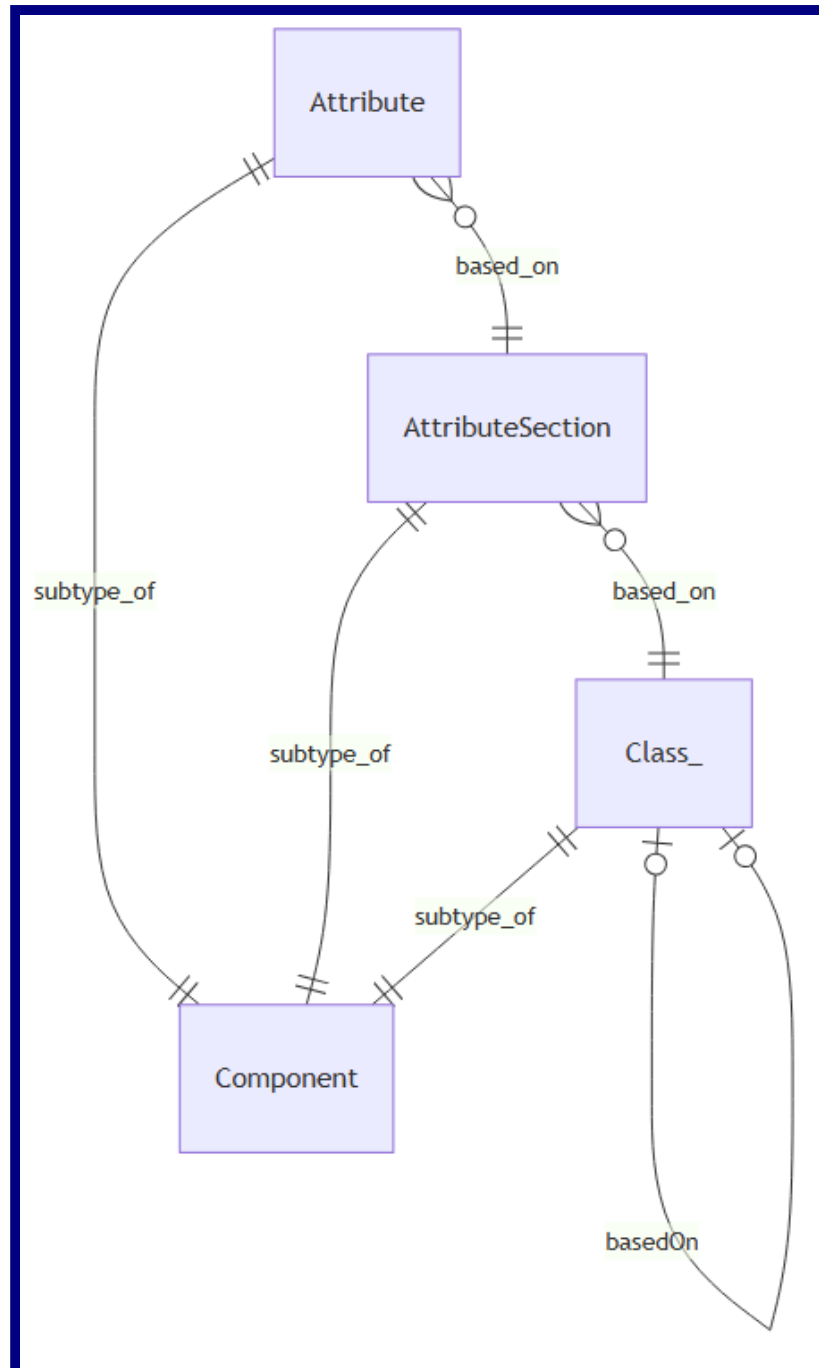 Attribute
based_on
AttributeSection
subtype_of
based_on
subtype_of
Class_
subtype_of
Component
basedOn